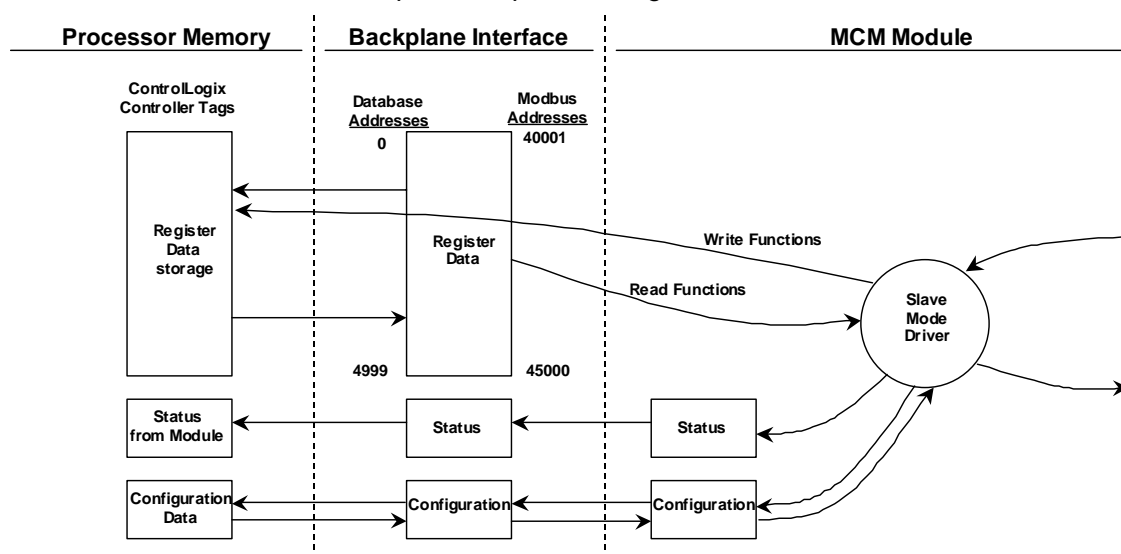 Processor Memory
Backplane Interface
MCM Module
ControlLogix
Controller Tags
Database
Addresses
0
Modbus
Addresses
40001
Register
Data
storage
Register
Data
Write Functions
Read Functions
Slave
Mode
Driver
4999
45000
Status
from Module
Status
Status
Configuration
Data
Configuration
Configuration